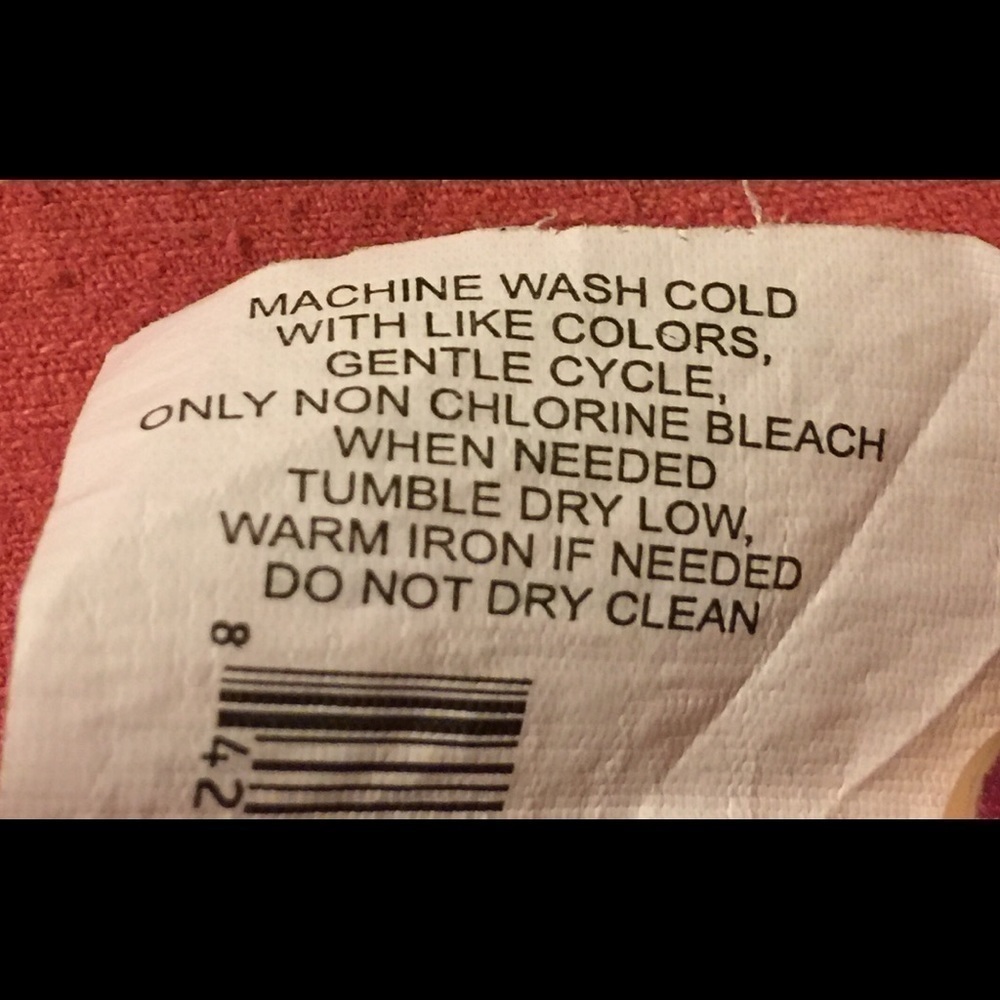 MACHINE WASH COLD
WITH LIKE COLORS,
GENTLE CYCLE,
ONLY NON CHLORINE BLEACH
WHEN NEEDED
TUMBLE DRY LOW,
WARM IRON IF NEEDED
DO NOT DRY CLEAN
8 42